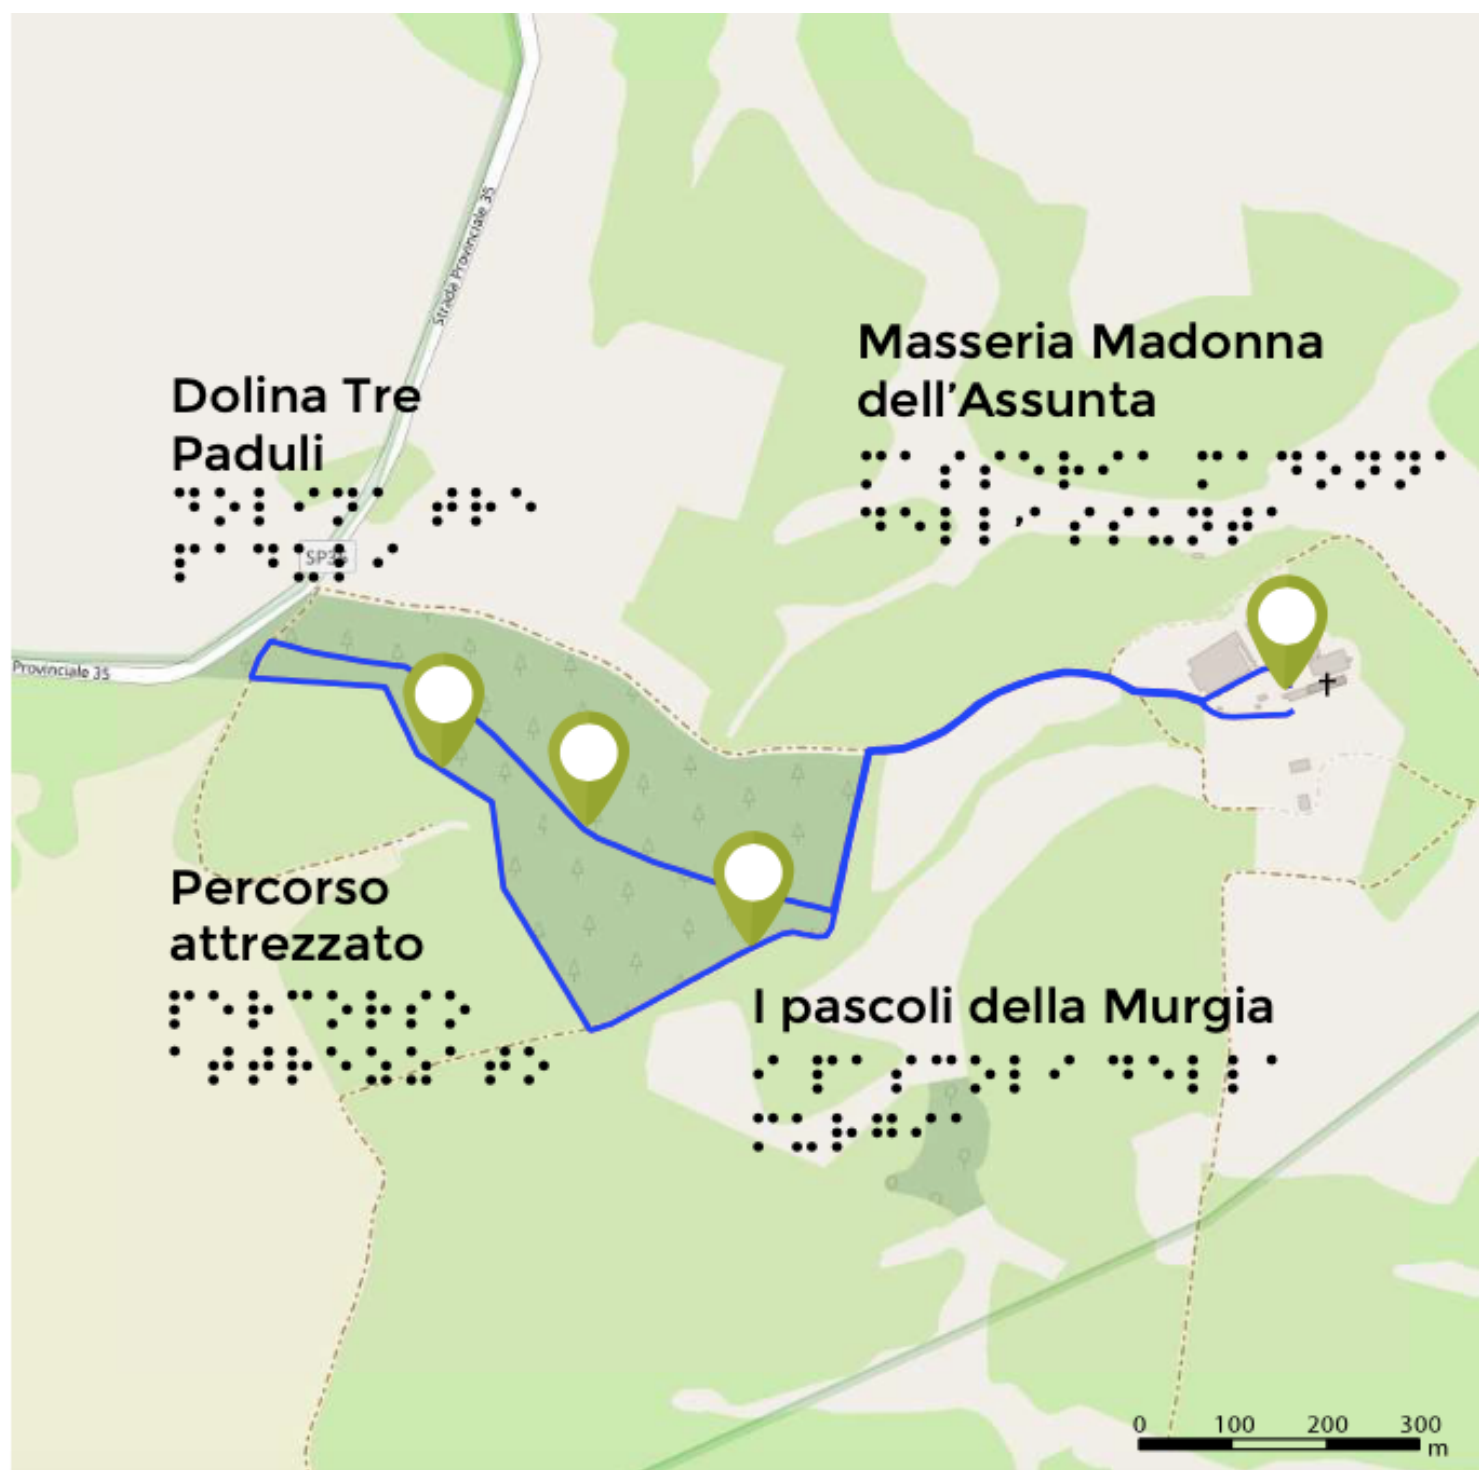 Strada Provinciale 35
Masseria Madonna
dell’Assunta
⠍⠁⠎⠎⠑⠗⠊⠁ ⠍⠁⠙⠕⠝⠝⠁
⠙⠑⠇⠇⠄⠁⠎⠎⠥⠝⠞⠁
Dolina Tre
Paduli
⠙⠕⠇⠊⠝⠁ ⠞⠗⠑
⠏⠁⠙⠥⠇⠊
SP35
Provinciale 35
Percorso
attrezzato
⠏⠑⠗⠉⠕⠗⠎⠕
⠁⠞⠞⠗⠑⠵⠵⠁⠞⠕
I pascoli della Murgia
⠊ ⠏⠁⠎⠉⠕⠇⠊ ⠙⠑⠇⠇⠁
⠍⠥⠗⠛⠊⠁
0 100 200 300
m